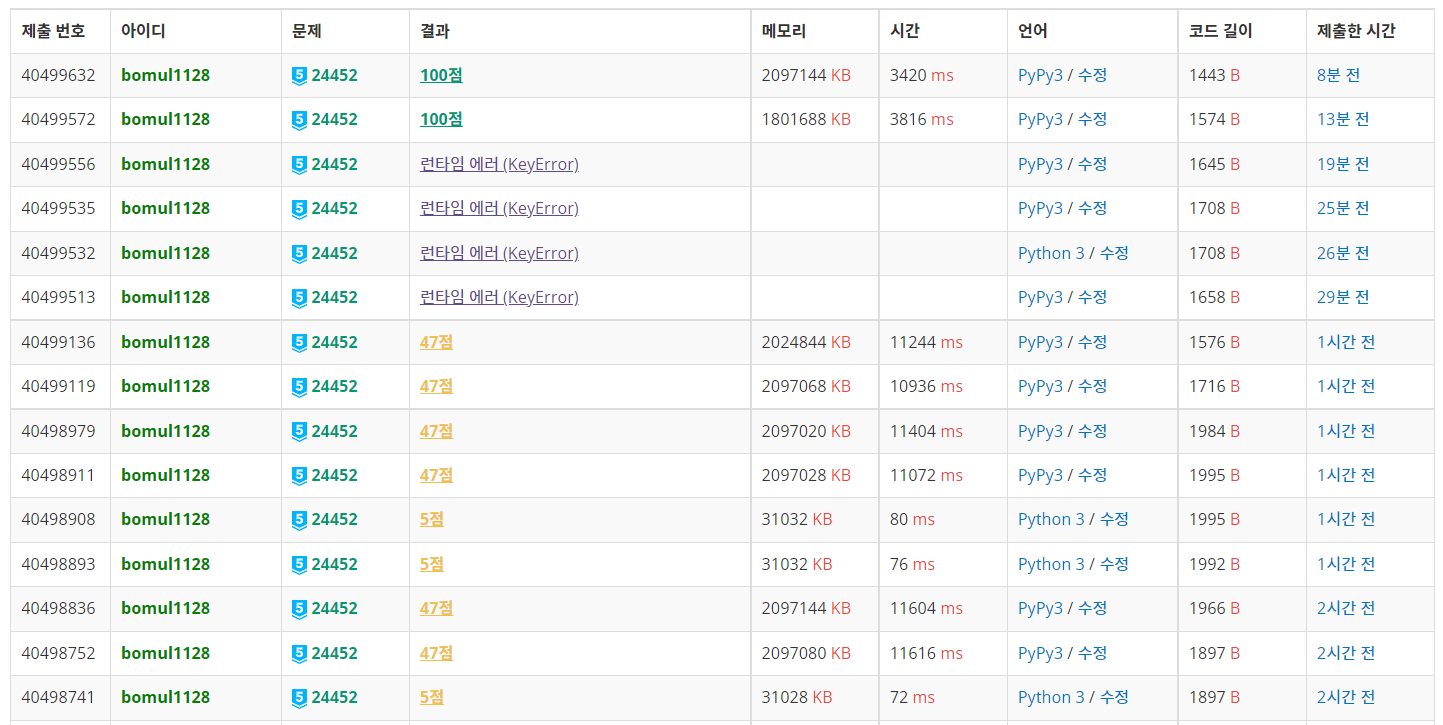 제출 번호 아이디 문제 결과 메모리 시간 언어 코드 길이 제출한 시간
40499632 bomul1128 5 24452 100점 2097144 KB 3420 ms PyPy3 / 수정 1443 B 8분 전
40499572 bomul1128 5 24452 100점 1801688 KB 3816 ms PyPy3 / 수정 1574 B 13분 전
40499556 bomul1128 5 24452 런타임 에러 (KeyError) PyPy3 / 수정 1645 B 19분 전
40499535 bomul1128 5 24452 런타임 에러 (KeyError) PyPy3 / 수정 1708 B 25분 전
40499532 bomul1128 5 24452 런타임 에러 (KeyError) Python 3 / 수정 1708 B 26분 전
40499513 bomul1128 5 24452 런타임 에러 (KeyError) PyPy3 / 수정 1658 B 29분 전
40499136 bomul1128 5 24452 47점 2024844 KB 11244 ms PyPy3 / 수정 1576 B 1시간 전
40499119 bomul1128 5 24452 47점 2097068 KB 10936 ms PyPy3 / 수정 1716 B 1시간 전
40498979 bomul1128 5 24452 47점 2097020 KB 11404 ms PyPy3 / 수정 1984 B 1시간 전
40498911 bomul1128 5 24452 47점 2097028 KB 11072 ms PyPy3 / 수정 1995 B 1시간 전
40498908 bomul1128 5 24452 5점 31032 KB 80 ms Python 3 / 수정 1995 B 1시간 전
40498893 bomul1128 5 24452 5점 31032 KB 76 ms Python 3 / 수정 1992 B 1시간 전
40498836 bomul1128 5 24452 47점 2097144 KB 11604 ms PyPy3 / 수정 1966 B 2시간 전
40498752 bomul1128 5 24452 47점 2097080 KB 11616 ms PyPy3 / 수정 1897 B 2시간 전
40498741 bomul1128 5 24452 5점 31028 KB 72 ms Python 3 / 수정 1897 B 2시간 전